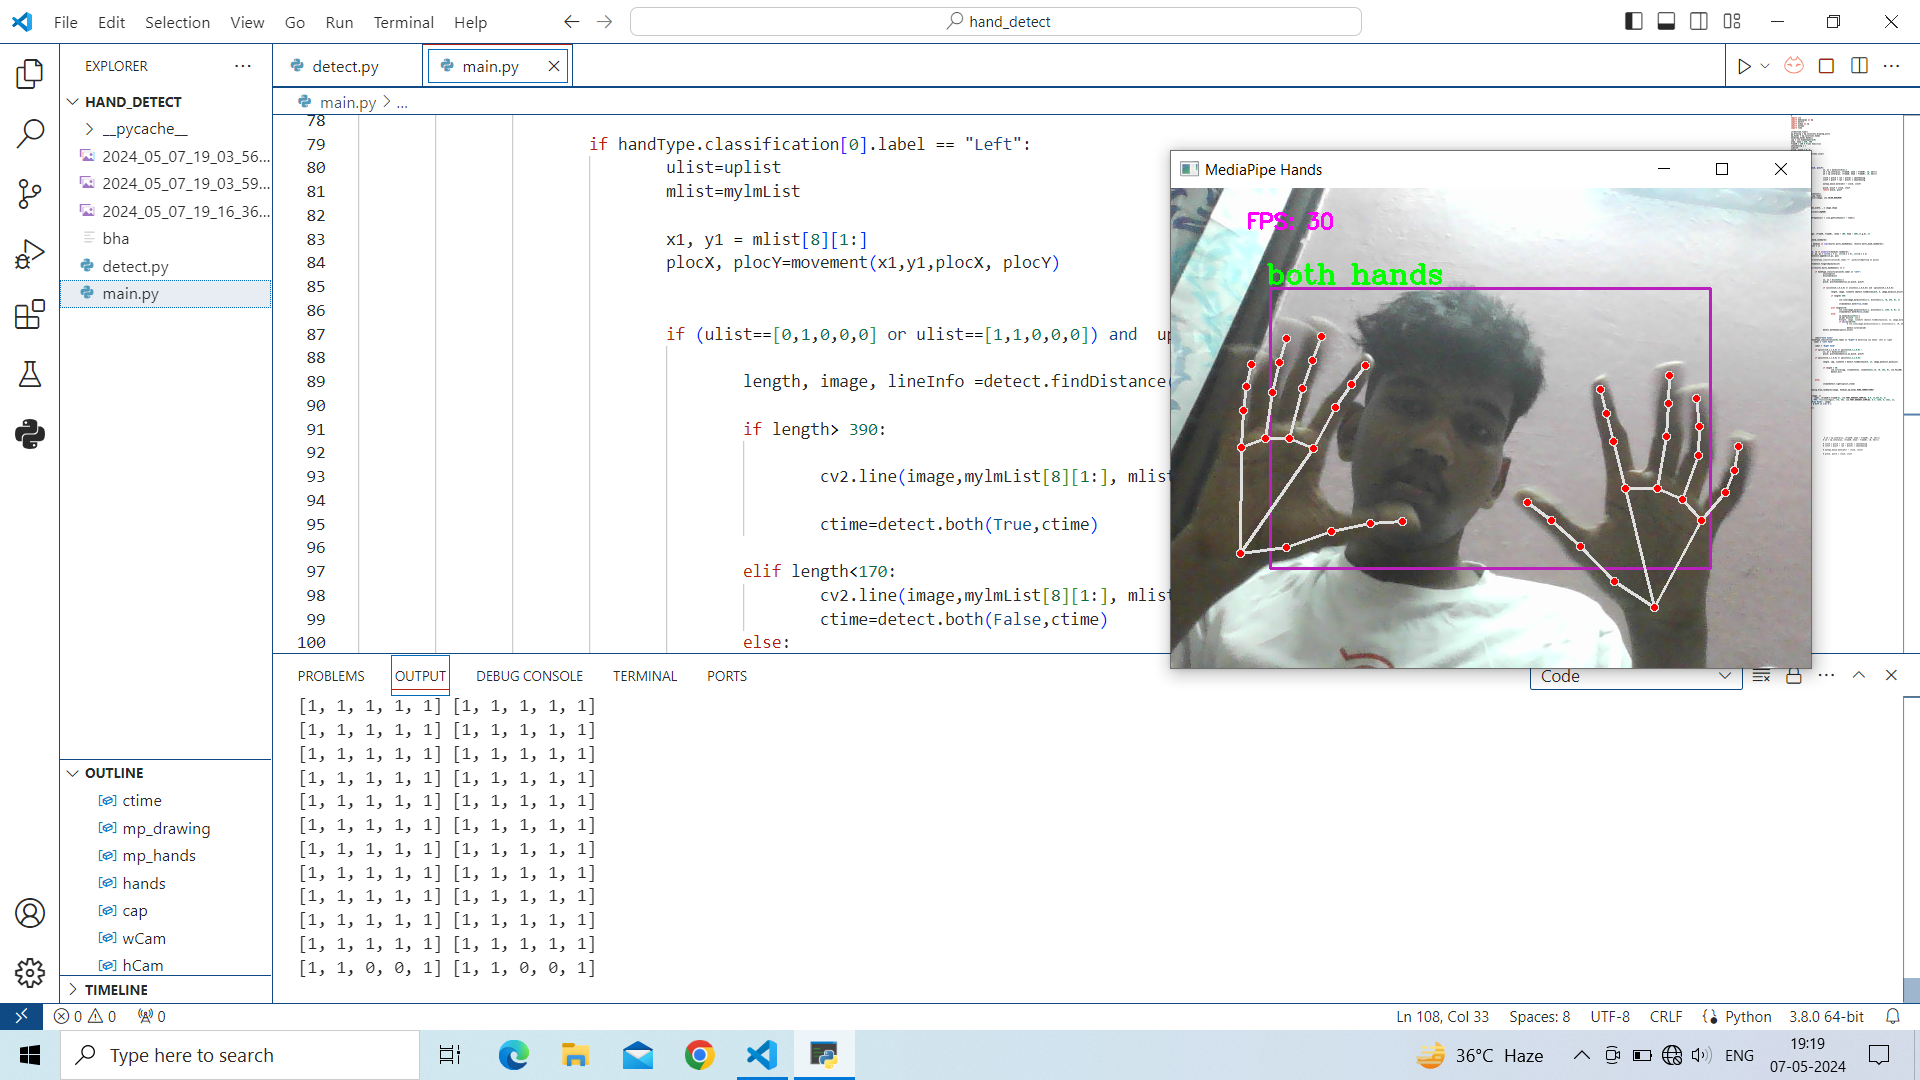 File Edit Selection View Go Run Terminal Help
hand_detect
EXPLORER
HAND_DETECT
__pycache__
2024_05_07_19_03_56...
2024_05_07_19_03_59...
2024_05_07_19_16_36...
bha
detect.py
main.py
OUTLINE
ctime
mp_drawing
mp_hands
hands
cap
wCam
hCam
TIMELINE
detect.py main.py
main.py > ...
78
79 if handType.classification[0].label == "Left":
80 ulist=uplist
81 mlist=mylmList
82
83 x1, y1 = mlist[8][1:]
84 plocX, plocY=movement(x1,y1,plocX, plocY)
85
86
87 if (ulist==[0,1,0,0,0] or ulist==[1,1,0,0,0]) and up
88
89 length, image, lineInfo =detect.findDistance(
90
91 if length> 390:
92
93 cv2.line(image,mylmList[8][1:], mlist
94
95 ctime=detect.both(True,ctime)
96
97 elif length<170:
98 cv2.line(image,mylmList[8][1:], mlist
99 ctime=detect.both(False,ctime)
100 else:
MediaPipe Hands
FPS: 30
both hands
PROBLEMS OUTPUT DEBUG CONSOLE TERMINAL PORTS
Code
[1, 1, 1, 1, 1] [1, 1, 1, 1, 1]
[1, 1, 1, 1, 1] [1, 1, 1, 1, 1]
[1, 1, 1, 1, 1] [1, 1, 1, 1, 1]
[1, 1, 1, 1, 1] [1, 1, 1, 1, 1]
[1, 1, 1, 1, 1] [1, 1, 1, 1, 1]
[1, 1, 1, 1, 1] [1, 1, 1, 1, 1]
[1, 1, 1, 1, 1] [1, 1, 1, 1, 1]
[1, 1, 1, 1, 1] [1, 1, 1, 1, 1]
[1, 1, 1, 1, 1] [1, 1, 1, 1, 1]
[1, 1, 1, 1, 1] [1, 1, 1, 1, 1]
[1, 1, 1, 1, 1] [1, 1, 1, 1, 1]
[1, 1, 0, 0, 1] [1, 1, 0, 0, 1]
0 0 0
Ln 108, Col 33 Spaces: 8 UTF-8 CRLF Python 3.8.0 64-bit
Type here to search
36°C Haze
ENG
19:19
07-05-2024